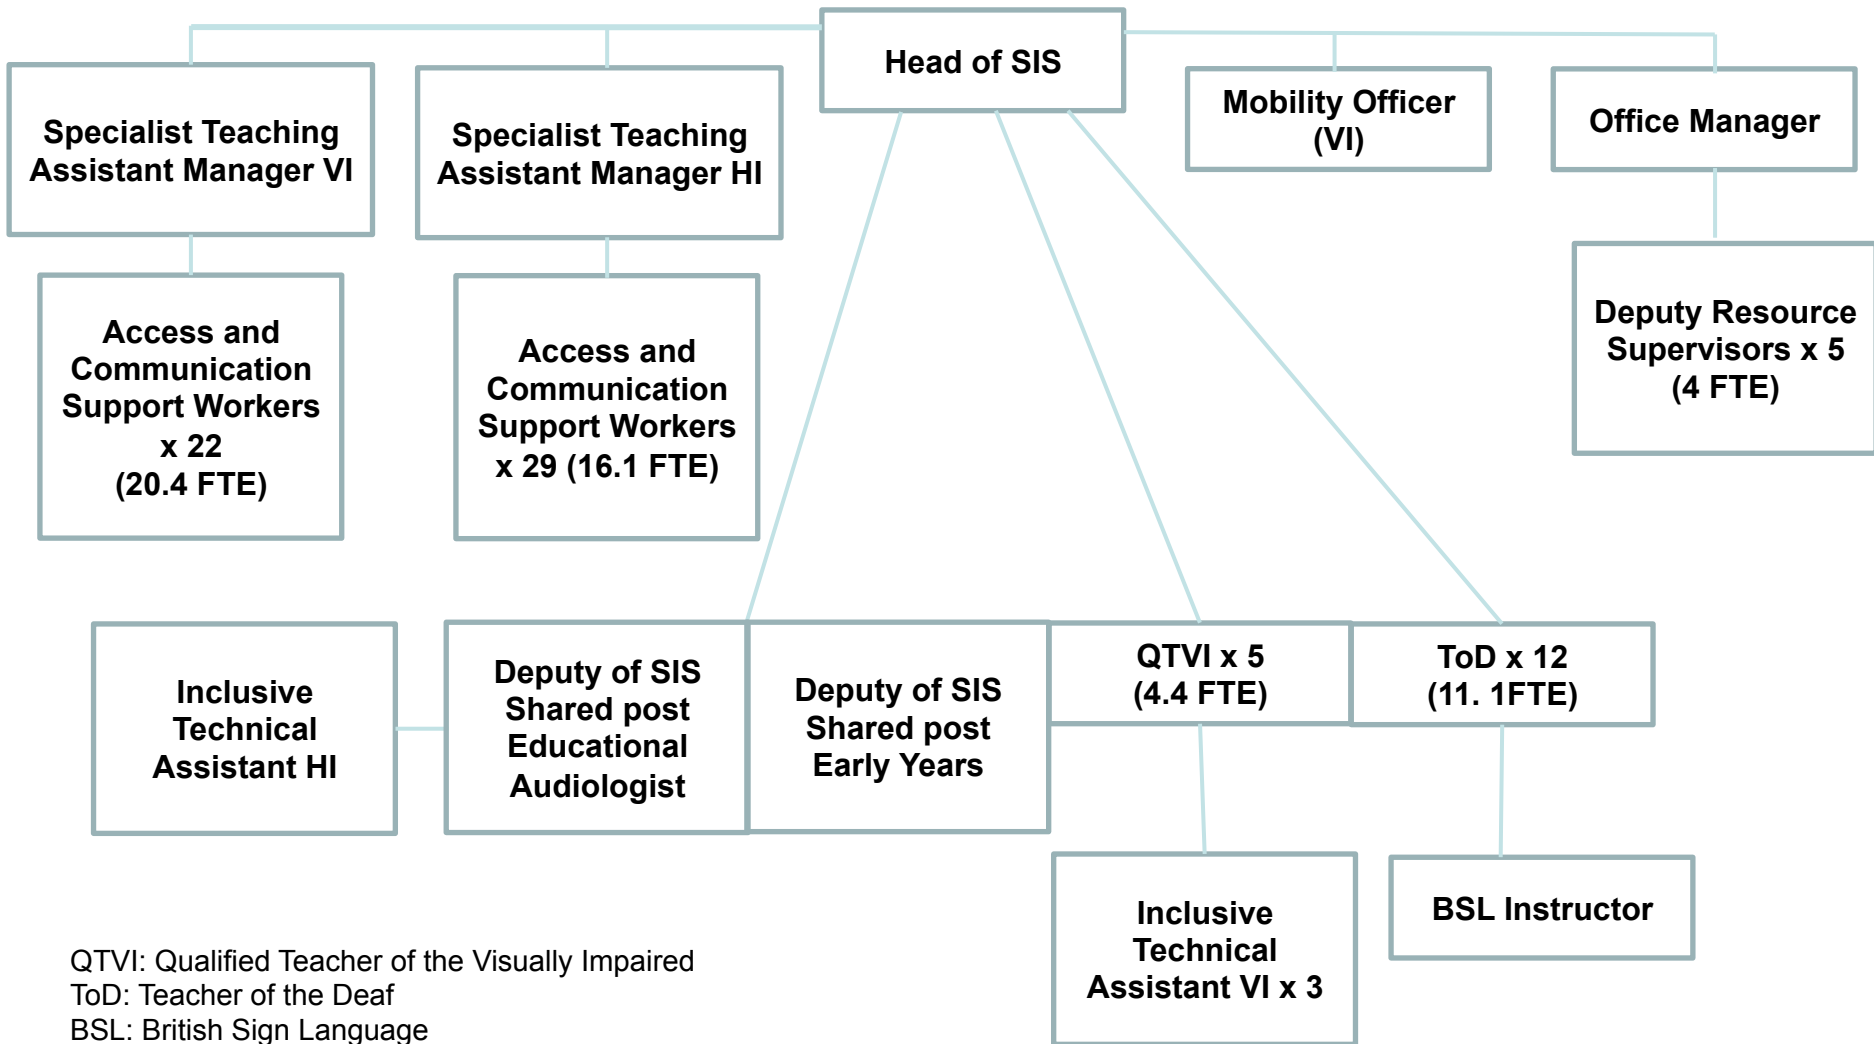 Head of SIS
Specialist Teaching
Assistant Manager VI
Specialist Teaching
Assistant Manager HI
Mobility Officer
(VI)
Office Manager
Access and
Communication
Support Workers
x 22
(20.4 FTE)
Access and
Communication
Support Workers
x 29 (16.1 FTE)
Deputy Resource
Supervisors x 5
(4 FTE)
Inclusive
Technical
Assistant HI
Deputy of SIS
Shared post
Educational
Audiologist
Deputy of SIS
Shared post
Early Years
QTVI x 5
(4.4 FTE)
ToD x 12
(11. 1FTE)
Inclusive
Technical
Assistant VI x 3
BSL Instructor
QTVI: Qualified Teacher of the Visually Impaired
ToD: Teacher of the Deaf
BSL: British Sign Language